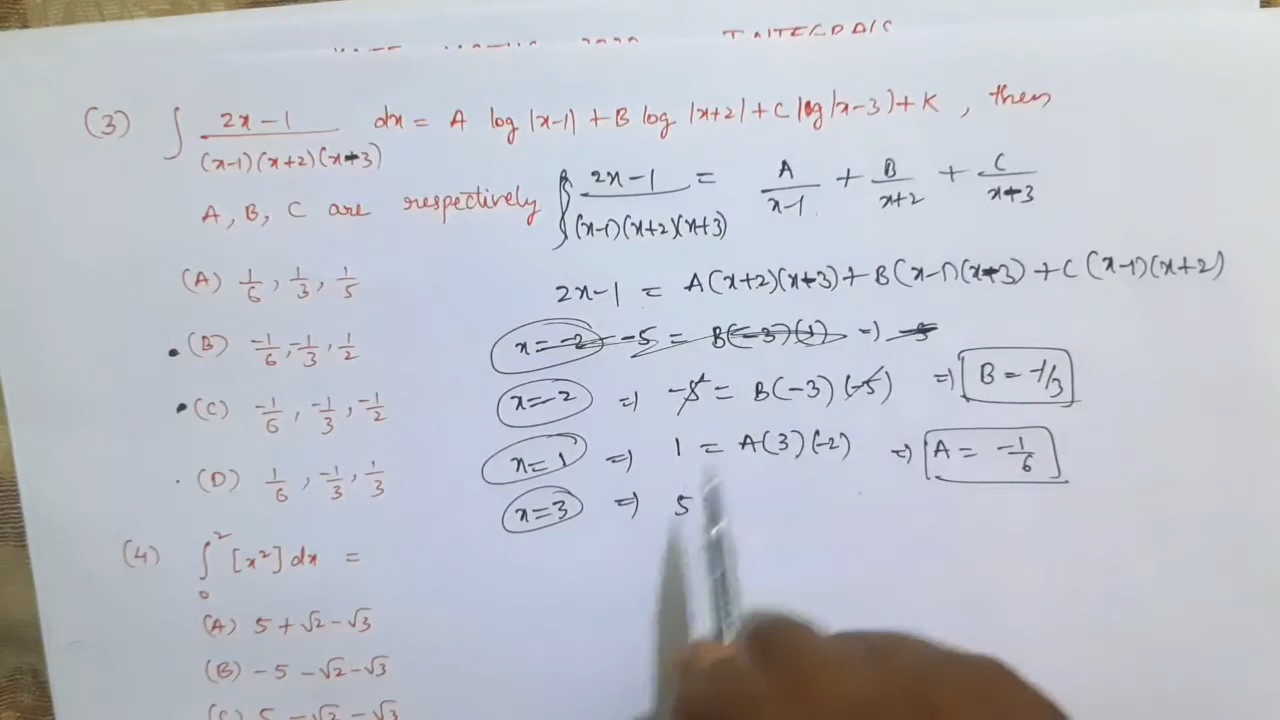 (3) ∫ 2x-1 / (x-1)(x+2)(x-3) dx = A log|x-1| + B log|x+2| + C log|x-3| + K, then
A, B, C are respectively
(A) 1/6, 1/3, 1/5
(B) -1/6, -1/3, 1/2
(C) -1/6, -1/3, -1/2
(D) 1/6, -1/3, 1/3
(4) ∫₀² [x²] dx =
(A) 5 + √2 - √3
(B) -5 - √2 - √3
(C) 5 - √2 - √3
∫ 2x-1 / (x-1)(x+2)(x+3) = A/x-1 + B/x+2 + C/x-3
2x-1 = A(x+2)(x-3) + B(x-1)(x-3) + C(x-1)(x+2)
x=-2 -5 = B(-3)(1) ⇒ -5
x=-2 ⇒ -5 = B(-3)(-5) ⇒ B = -1/3
x=1 ⇒ 1 = A(3)(-2) ⇒ A = -1/6
x=3 ⇒ 5